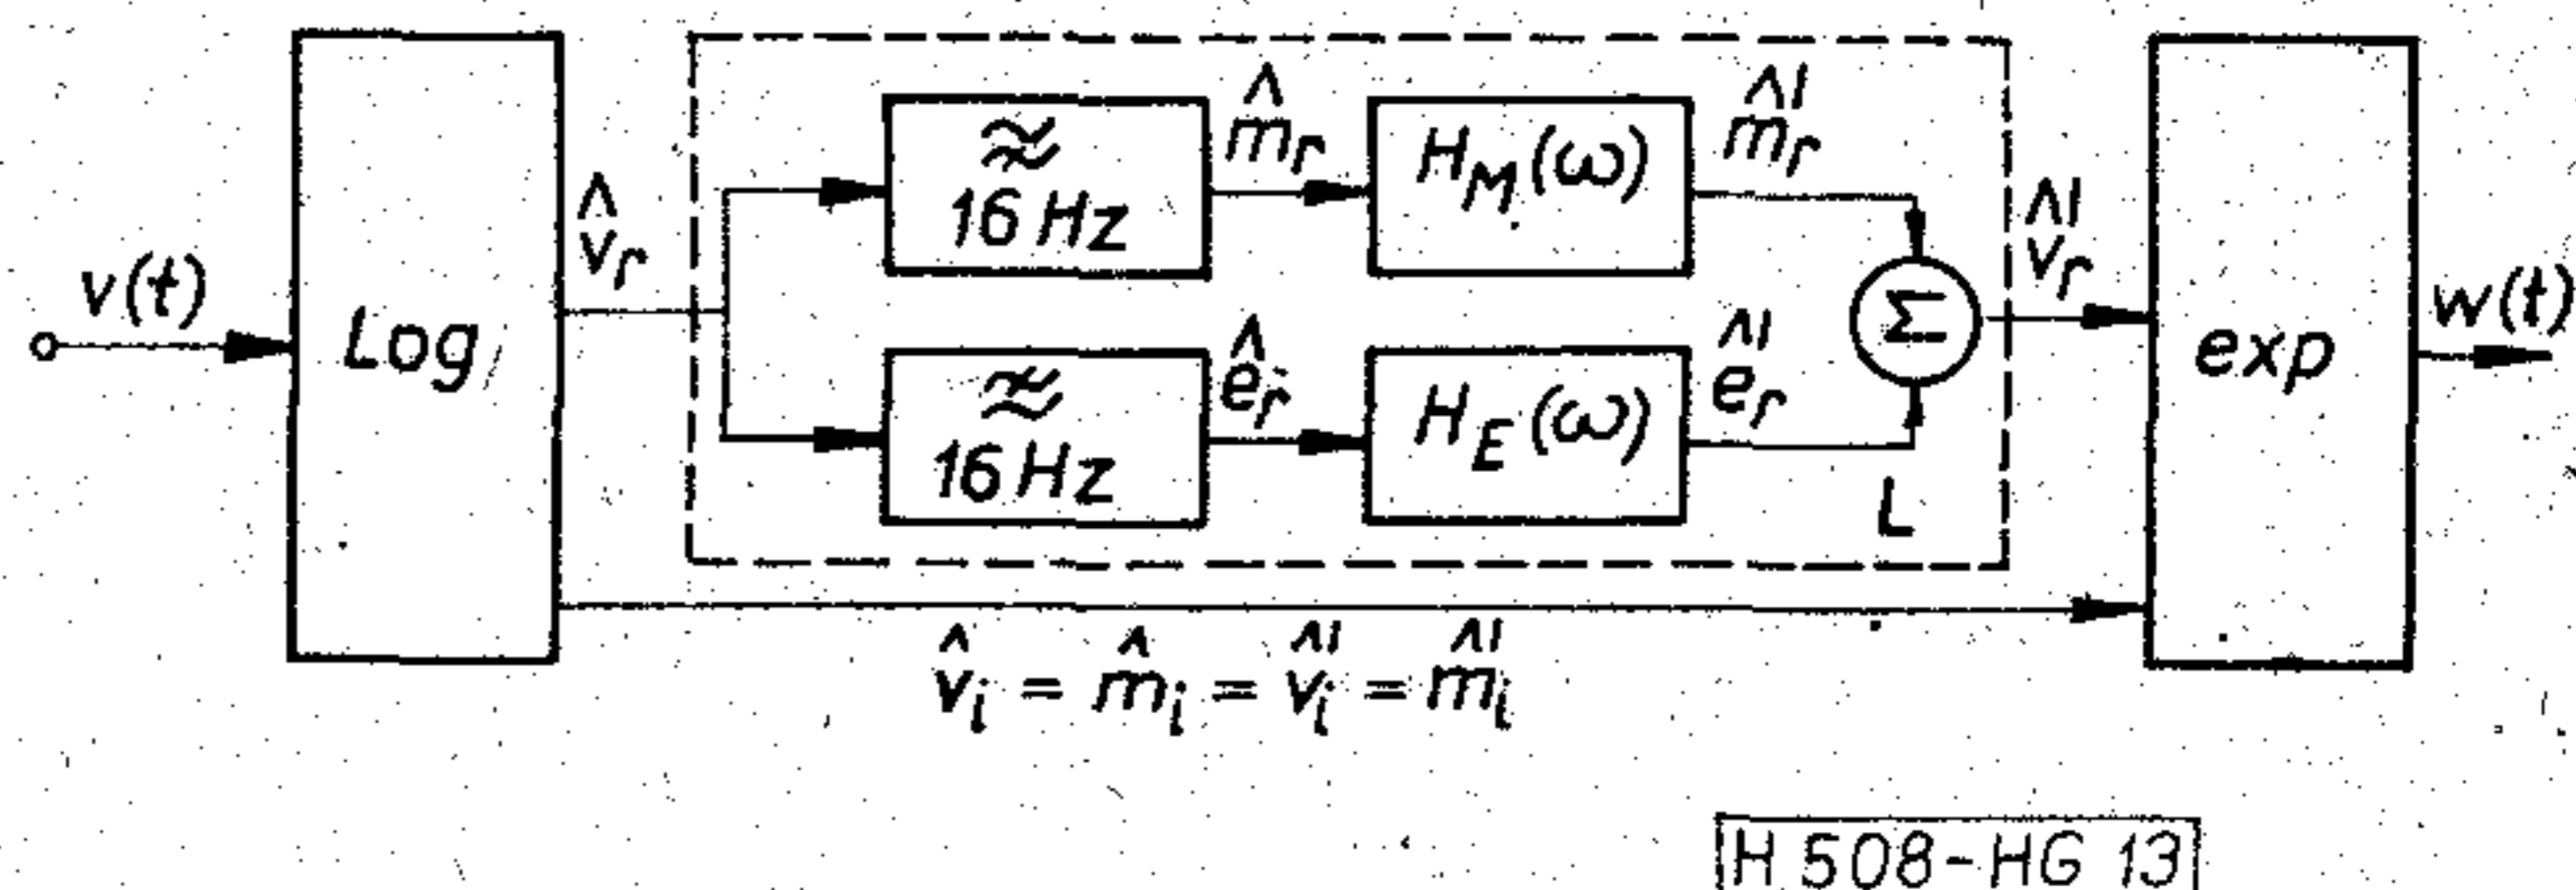 v(t)
Log
v̂r
≈
16 Hz
m̂r
HM(ω)
m̂′r
≈
16 Hz
êr
HE(ω)
ê′r
Σ
L
v̂′r
exp
w(t)
v̂i = m̂i = v̂′i = m̂′i
H 508-HG 13